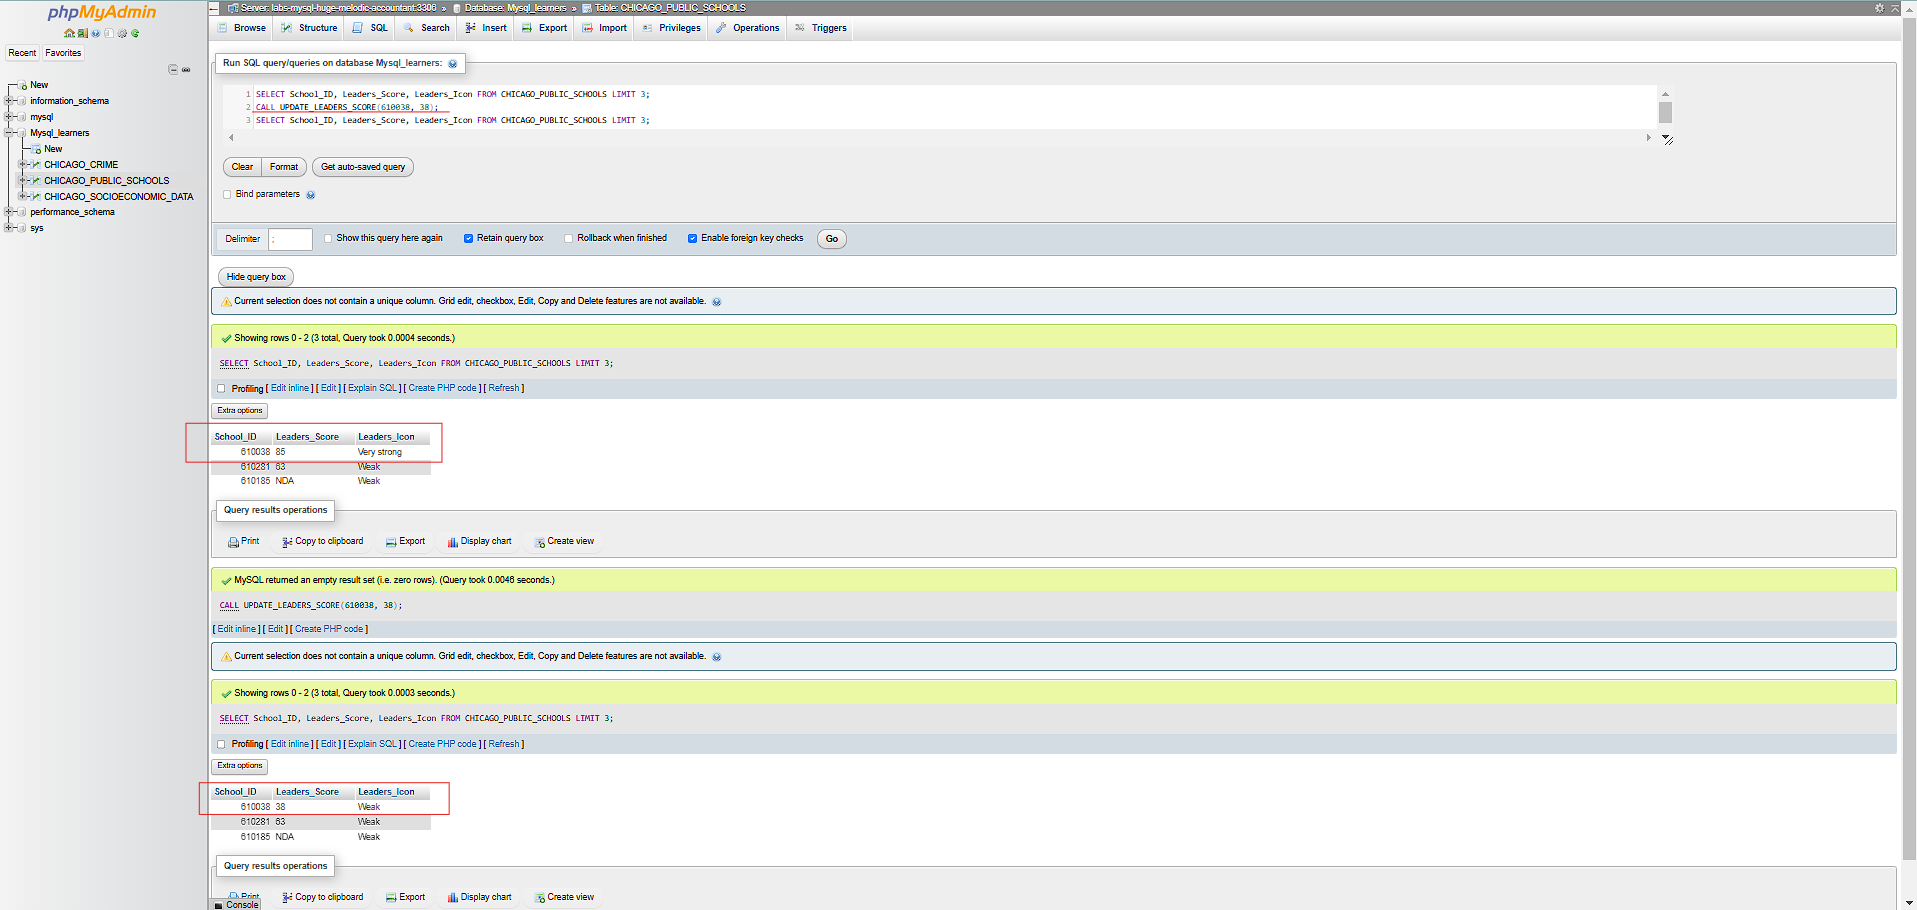 phpMyAdmin
Recent Favorites
New
information_schema
mysql
Mysql_learners
New
CHICAGO_CRIME
CHICAGO_PUBLIC_SCHOOLS
CHICAGO_SOCIOECONOMIC_DATA
performance_schema
sys
Server: labs-mysql-huge-melodic-accountant:3306 » Database: Mysql_learners » Table: CHICAGO_PUBLIC_SCHOOLS
Browse Structure SQL Search Insert Export Import Privileges Operations Triggers
Run SQL query/queries on database Mysql_learners:
1 SELECT School_ID, Leaders_Score, Leaders_Icon FROM CHICAGO_PUBLIC_SCHOOLS LIMIT 3;
2 CALL UPDATE_LEADERS_SCORE(610038, 38);
3 SELECT School_ID, Leaders_Score, Leaders_Icon FROM CHICAGO_PUBLIC_SCHOOLS LIMIT 3;
Clear Format Get auto-saved query
Bind parameters
Delimiter ; Show this query here again Retain query box Rollback when finished Enable foreign key checks Go
Hide query box
Current selection does not contain a unique column. Grid edit, checkbox, Edit, Copy and Delete features are not available.
Showing rows 0 - 2 (3 total, Query took 0.0004 seconds.)
SELECT School_ID, Leaders_Score, Leaders_Icon FROM CHICAGO_PUBLIC_SCHOOLS LIMIT 3;
Profiling [ Edit inline ] [ Edit ] [ Explain SQL ] [ Create PHP code ] [ Refresh ]
Extra options
School_ID Leaders_Score Leaders_Icon
610038 85 Very strong
610281 63 Weak
610185 NDA Weak
Query results operations
Print Copy to clipboard Export Display chart Create view
MySQL returned an empty result set (i.e. zero rows). (Query took 0.0046 seconds.)
CALL UPDATE_LEADERS_SCORE(610038, 38);
[ Edit inline ] [ Edit ] [ Create PHP code ]
Current selection does not contain a unique column. Grid edit, checkbox, Edit, Copy and Delete features are not available.
Showing rows 0 - 2 (3 total, Query took 0.0003 seconds.)
SELECT School_ID, Leaders_Score, Leaders_Icon FROM CHICAGO_PUBLIC_SCHOOLS LIMIT 3;
Profiling [ Edit inline ] [ Edit ] [ Explain SQL ] [ Create PHP code ] [ Refresh ]
Extra options
School_ID Leaders_Score Leaders_Icon
610038 38 Weak
610281 63 Weak
610185 NDA Weak
Query results operations
Print Copy to clipboard Export Display chart Create view
Console